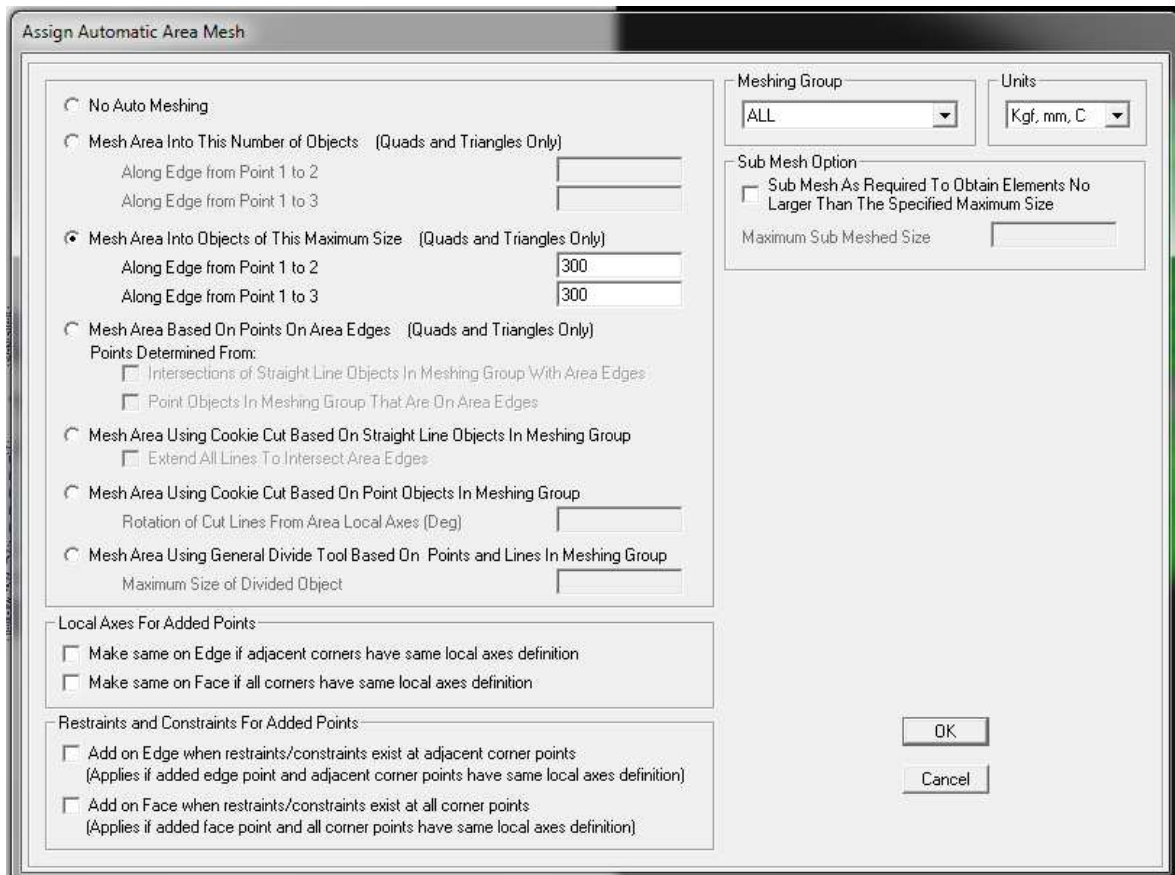 Assign Automatic Area Mesh
No Auto Meshing
Mesh Area Into This Number of Objects (Quads and Triangles Only)
Along Edge from Point 1 to 2
Along Edge from Point 1 to 3
Mesh Area Into Objects of This Maximum Size (Quads and Triangles Only)
Along Edge from Point 1 to 2 300
Along Edge from Point 1 to 3 300
Mesh Area Based On Points On Area Edges (Quads and Triangles Only)
Points Determined From:
Intersections of Straight Line Objects In Meshing Group With Area Edges
Point Objects In Meshing Group That Are On Area Edges
Mesh Area Using Cookie Cut Based On Straight Line Objects In Meshing Group
Extend All Lines To Intersect Area Edges
Mesh Area Using Cookie Cut Based On Point Objects In Meshing Group
Rotation of Cut Lines From Area Local Axes (Deg)
Mesh Area Using General Divide Tool Based On Points and Lines In Meshing Group
Maximum Size of Divided Object
Local Axes For Added Points
Make same on Edge if adjacent corners have same local axes definition
Make same on Face if all corners have same local axes definition
Restraints and Constraints For Added Points
Add on Edge when restraints/constraints exist at adjacent corner points
(Applies if added edge point and adjacent corner points have same local axes definition)
Add on Face when restraints/constraints exist at all corner points
(Applies if added face point and all corner points have same local axes definition)
Meshing Group
ALL
Units
Kgf, mm, C
Sub Mesh Option
Sub Mesh As Required To Obtain Elements No
Larger Than The Specified Maximum Size
Maximum Sub Meshed Size
OK
Cancel